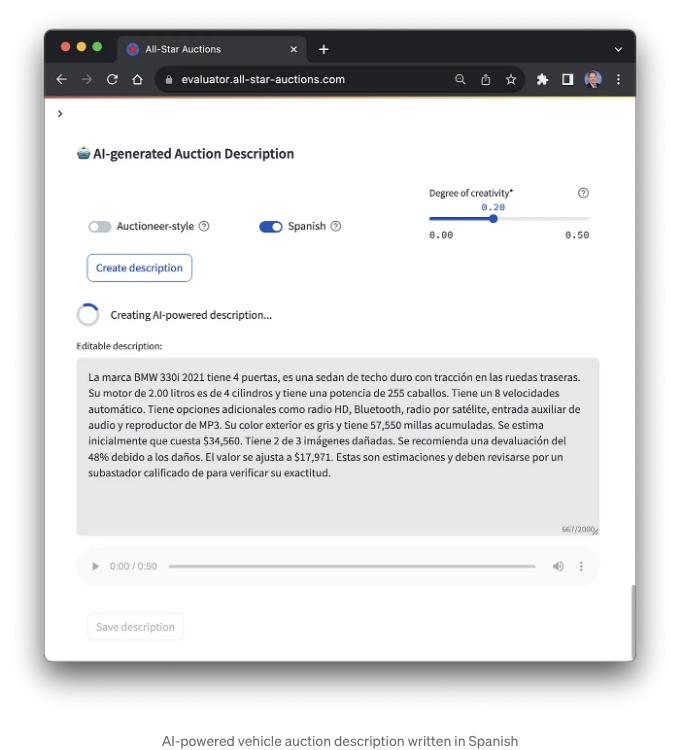 All-Star Auctions
evaluator.all-star-auctions.com
AI-generated Auction Description
Degree of creativity*
0.20
Auctioneer-style
Spanish
0.00 0.50
Create description
Creating AI-powered description...
Editable description:
La marca BMW 330i 2021 tiene 4 puertas, es una sedan de techo duro con tracción en las ruedas traseras.
Su motor de 2.00 litros es de 4 cilindros y tiene una potencia de 255 caballos. Tiene un 8 velocidades
automático. Tiene opciones adicionales como radio HD, Bluetooth, radio por satélite, entrada auxiliar de
audio y reproductor de MP3. Su color exterior es gris y tiene 57,550 millas acumuladas. Se estima
inicialmente que cuesta $34,560. Tiene 2 de 3 imágenes dañadas. Se recomienda una devaluación del
48% debido a los daños. El valor se ajusta a $17,971. Estas son estimaciones y deben revisarse por un
subastador calificado de para verificar su exactitud.
667/2000
0:00 / 0:50
Save description
AI-powered vehicle auction description written in Spanish